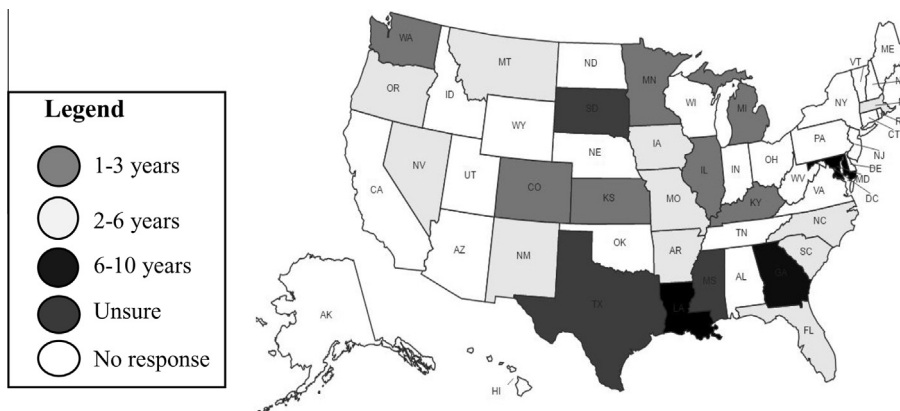 Legend
1-3 years
2-6 years
6-10 years
Unsure
No response
WA
OR
CA
NV
ID
MT
WY
UT
AZ
CO
NM
ND
SD
NE
KS
OK
TX
MN
IA
MO
AR
LA
WI
IL
MI
IN
OH
KY
TN
MS
AL
GA
FL
SC
NC
VA
WV
PA
NY
VT
ME
CT
NJ
DE
MD
DC
AK
HI